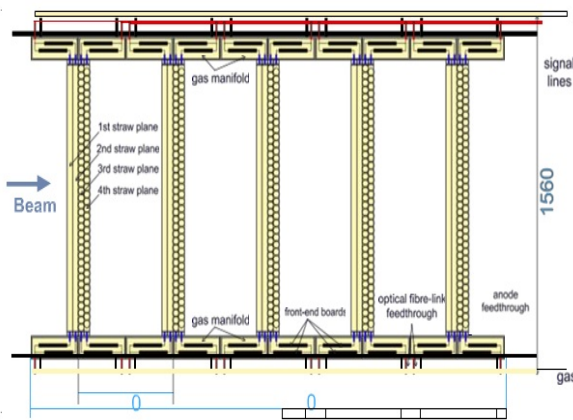 signal
lines
gas manifold
1st straw plane
2nd straw plane
3rd straw plane
4th straw plane
Beam
1560
gas manifold
front-end boards
optical fibre-link
feedthrough
anode
feedthrough
gas
0
0